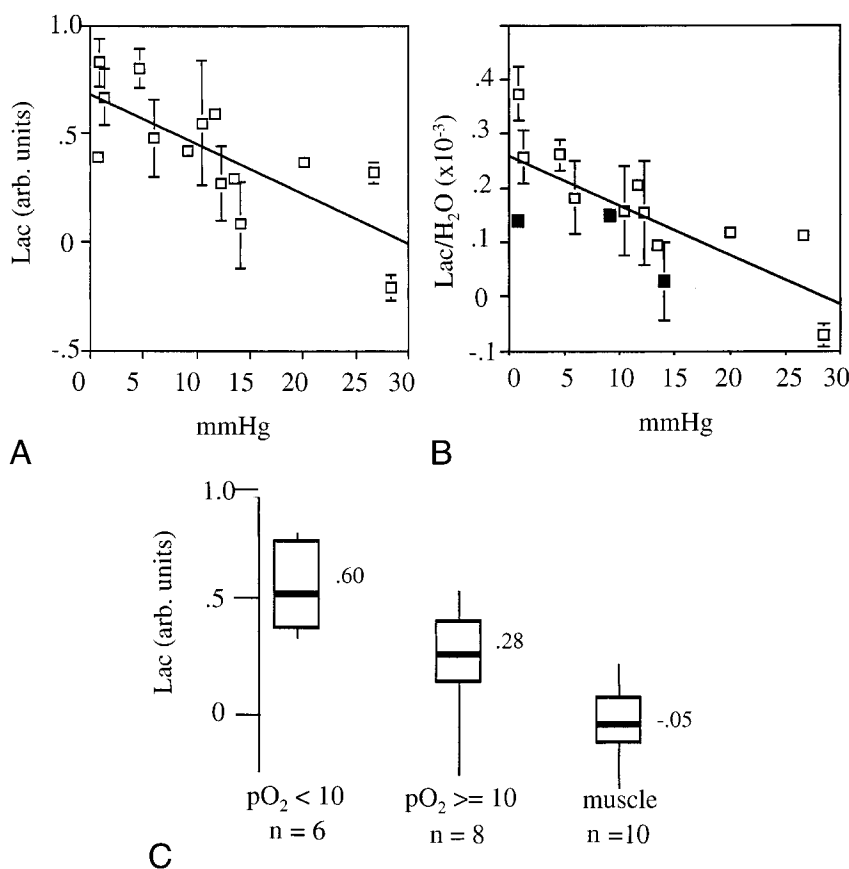 1.0
.5
0
-.5
Lac (arb. units)
0 5 10 15 20 25 30
mmHg
A
.4
.3
.2
.1
0
-.1
Lac/H₂O (x10⁻³)
0 5 10 15 20 25 30
mmHg
B
1.0
.5
0
Lac (arb. units)
.60
.28
-.05
pO₂ < 10
n = 6
pO₂ >= 10
n = 8
muscle
n =10
C